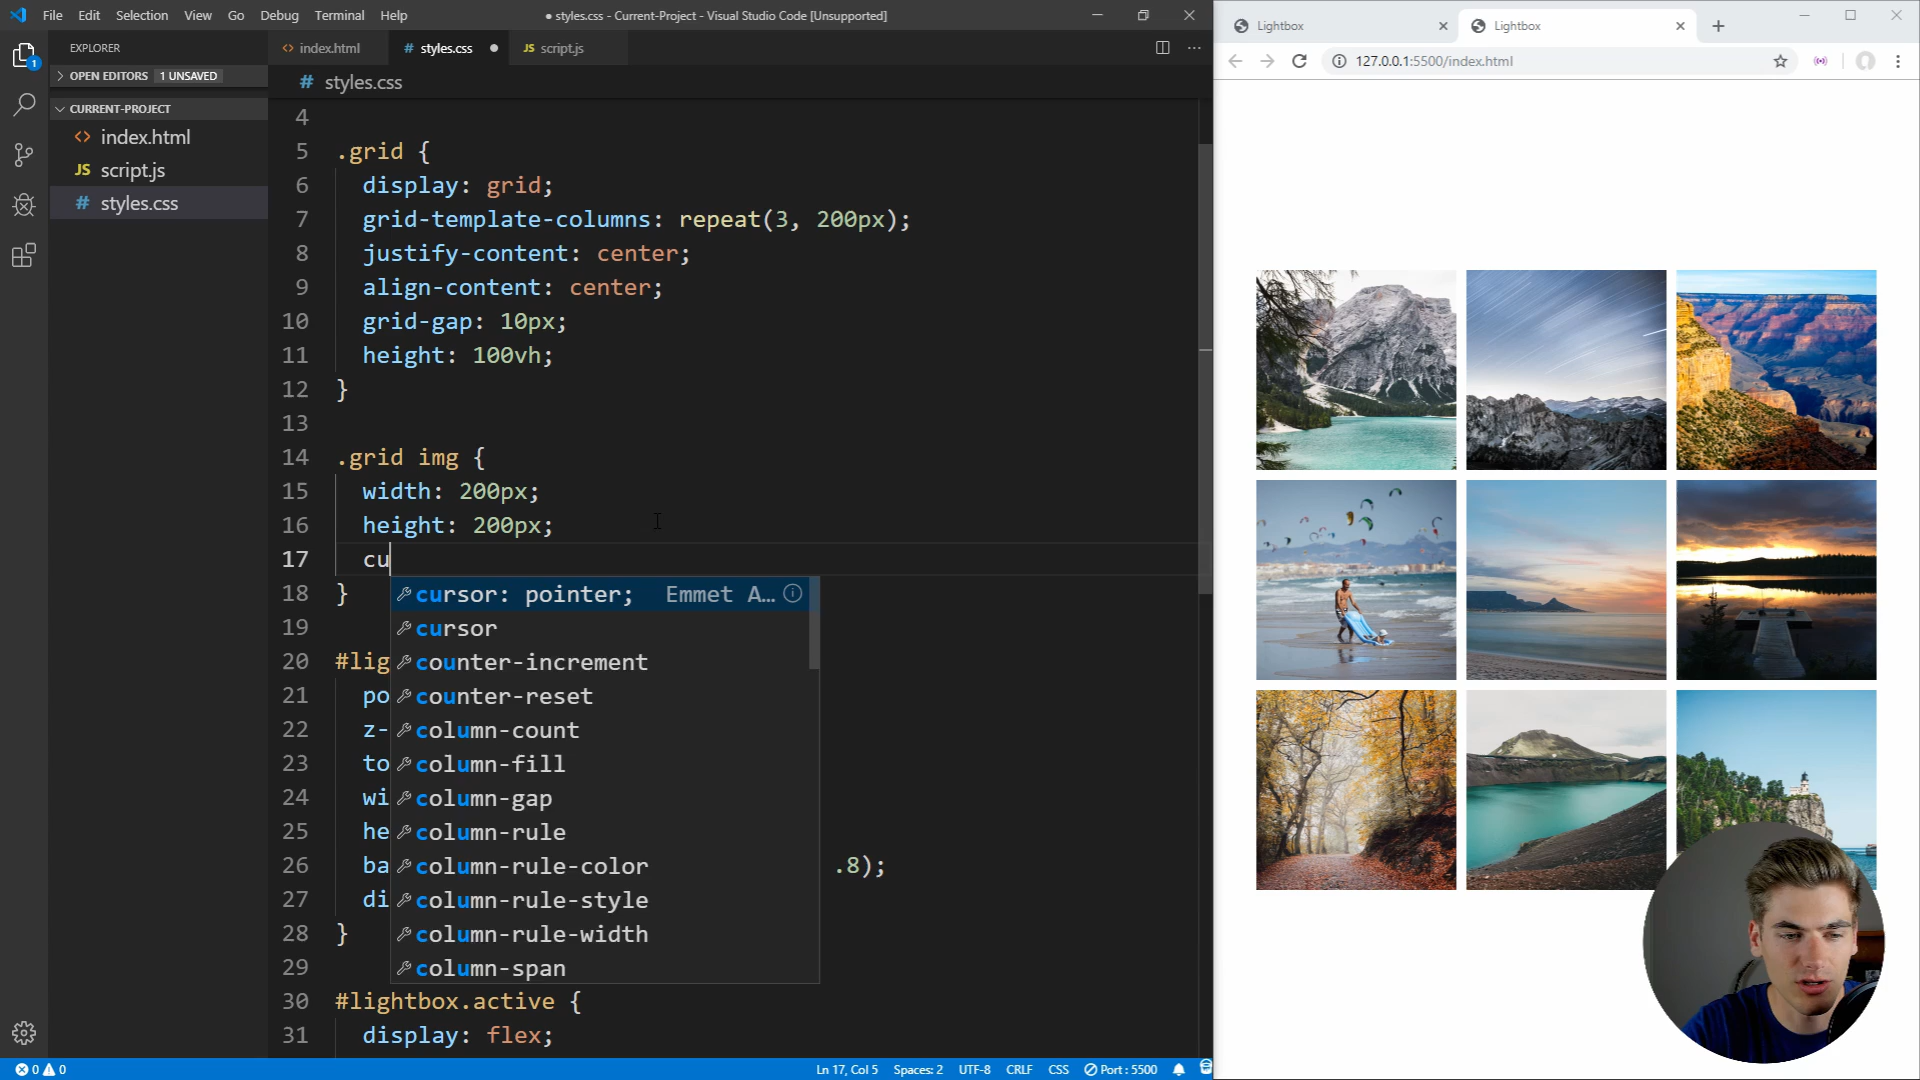 File Edit Selection View Go Debug Terminal Help
● styles.css - Current-Project - Visual Studio Code [Unsupported]
EXPLORER
OPEN EDITORS 1 UNSAVED
CURRENT-PROJECT
<> index.html
JS script.js
# styles.css
1
<> index.html
# styles.css ●
JS script.js
# styles.css
4
5 .grid {
6 display: grid;
7 grid-template-columns: repeat(3, 200px);
8 justify-content: center;
9 align-content: center;
10 grid-gap: 10px;
11 height: 100vh;
12 }
13
14 .grid img {
15 width: 200px;
16 height: 200px;
17 cu
18 }
19
20 #lig
21 po
22 z-
23 to
24 wi
25 he
26 ba .8);
27 di
28 }
29
30 #lightbox.active {
31 display: flex;
cursor: pointer; Emmet A...
cursor
counter-increment
counter-reset
column-count
column-fill
column-gap
column-rule
column-rule-color
column-rule-style
column-rule-width
column-span
0 0
Ln 17, Col 5 Spaces: 2 UTF-8 CRLF CSS Port : 5500
Lightbox
Lightbox
127.0.0.1:5500/index.html